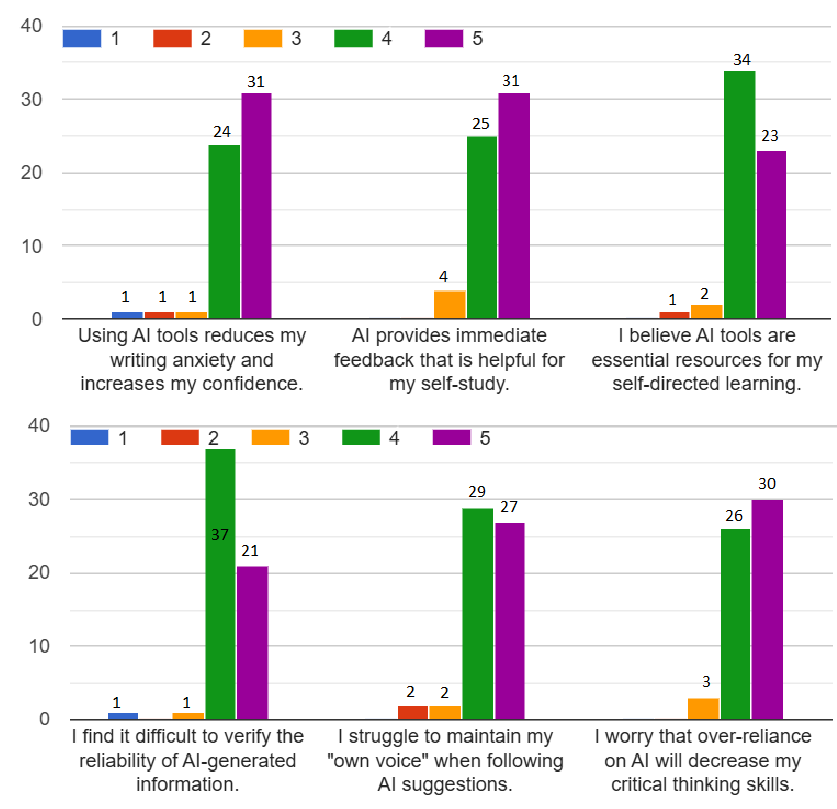 40
1 2 3 4 5
31
31
34
30
24
25
23
20
10
1 1 1
4
1 2
0
Using AI tools reduces my
writing anxiety and
increases my confidence.
AI provides immediate
feedback that is helpful for
my self-study.
I believe AI tools are
essential resources for my
self-directed learning.
40
1 2 3 4 5
30
37
21
29
27
26
30
20
10
1 1
2 2
3
0
I find it difficult to verify the
reliability of AI-generated
information.
I struggle to maintain my
"own voice" when following
AI suggestions.
I worry that over-reliance
on AI will decrease my
critical thinking skills.